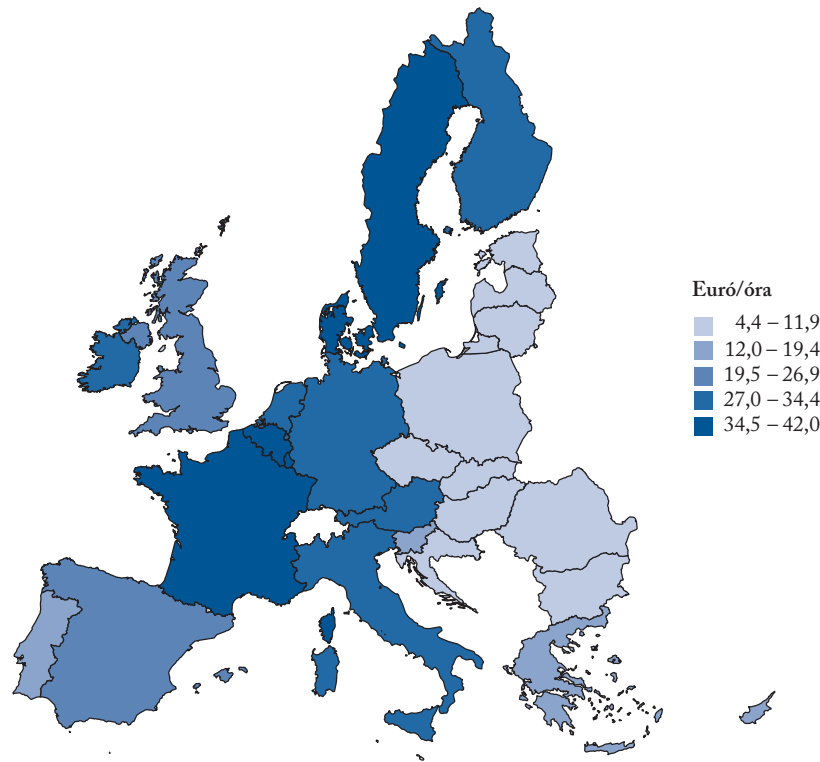 Euró/óra
4,4 – 11,9
12,0 – 19,4
19,5 – 26,9
27,0 – 34,4
34,5 – 42,0